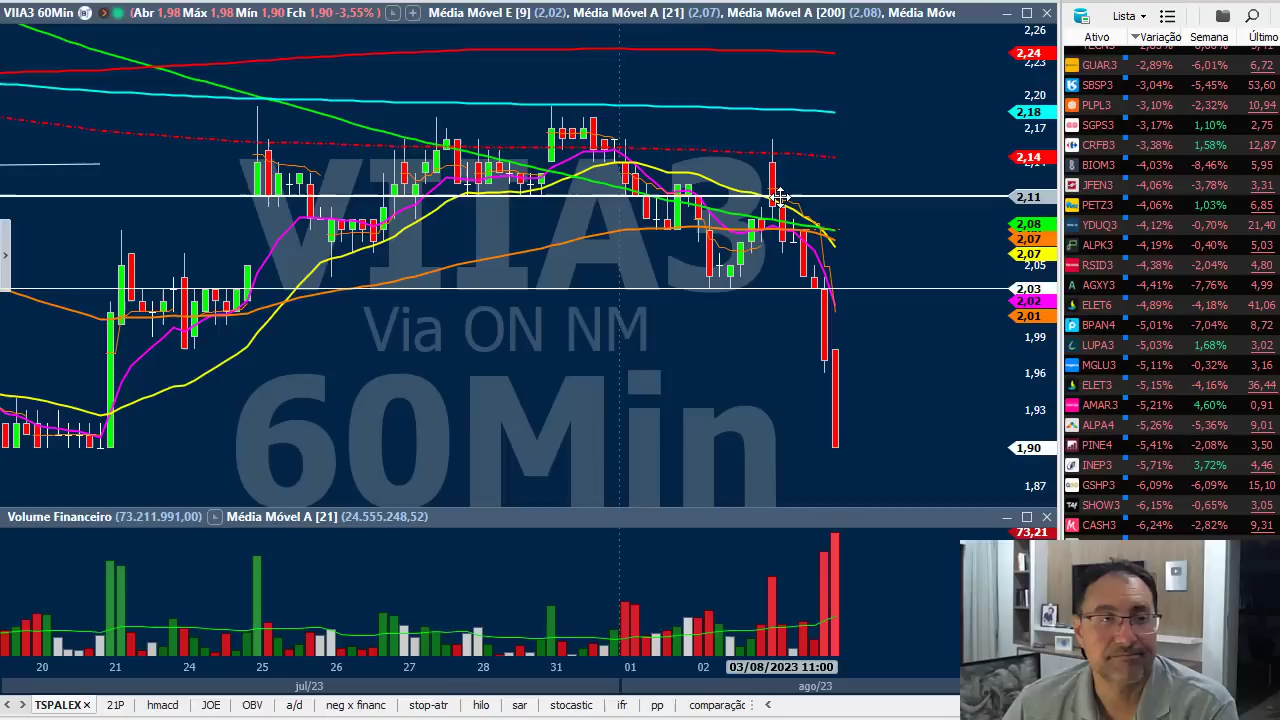 VIIA3 60Min (Abr 1,98 Máx 1,98 Mín 1,90 Fch 1,90 -3,55%) Média Móvel E [9] (2,02), Média Móvel A [21] (2,07), Média Móvel A [200] (2,08), Média Móve
2,26
2,24
2,23
2,20
2,18
2,17
2,14
2,11
2,08
2,07
2,07
2,05
2,03
2,02
2,01
1,99
1,96
1,93
1,90
1,87
VIIA3
Via ON NM
60Min
Volume Financeiro (73.211.991,00) Média Móvel A [21] (24.555.248,52)
73,21
20 21 24 25 26 27 28 31 01 02 03/08/2023 11:00
jul/23 ago/23
TSPALEX 21P hmacd JOE OBV a/d neg x financ stop-atr hilo sar stocastic ifr pp comparação
Lista
Ativo Variação Semana Último
GUAR3 -2,89% -6,01% 6,72
SBSP3 -3,04% -5,45% 53,60
PLPL3 -3,10% -2,32% 10,94
SGPS3 -3,17% 1,10% 2,75
CRFB3 -3,38% 1,58% 12,87
BIOM3 -4,03% -8,46% 5,95
JFEN3 -4,06% -3,78% 3,31
PETZ3 -4,06% 1,03% 6,85
YDUQ3 -4,12% -0,70% 21,40
ALPK3 -4,19% -0,40% 5,03
RSID3 -4,38% -2,04% 4,80
AGXY3 -4,41% -7,76% 4,99
ELET6 -4,89% -4,18% 41,06
BPAN4 -5,01% -7,04% 8,72
LUPA3 -5,03% 1,68% 3,02
MGLU3 -5,11% -0,32% 3,16
ELET3 -5,15% -4,16% 36,44
AMAR3 -5,21% 4,60% 0,91
ALPA4 -5,26% -5,36% 9,01
PINE4 -5,41% -2,08% 3,50
INEP3 -5,71% 3,72% 4,46
GSHP3 -6,09% -6,09% 15,10
SHOW3 -6,15% -0,65% 3,05
CASH3 -6,24% -2,82% 9,31